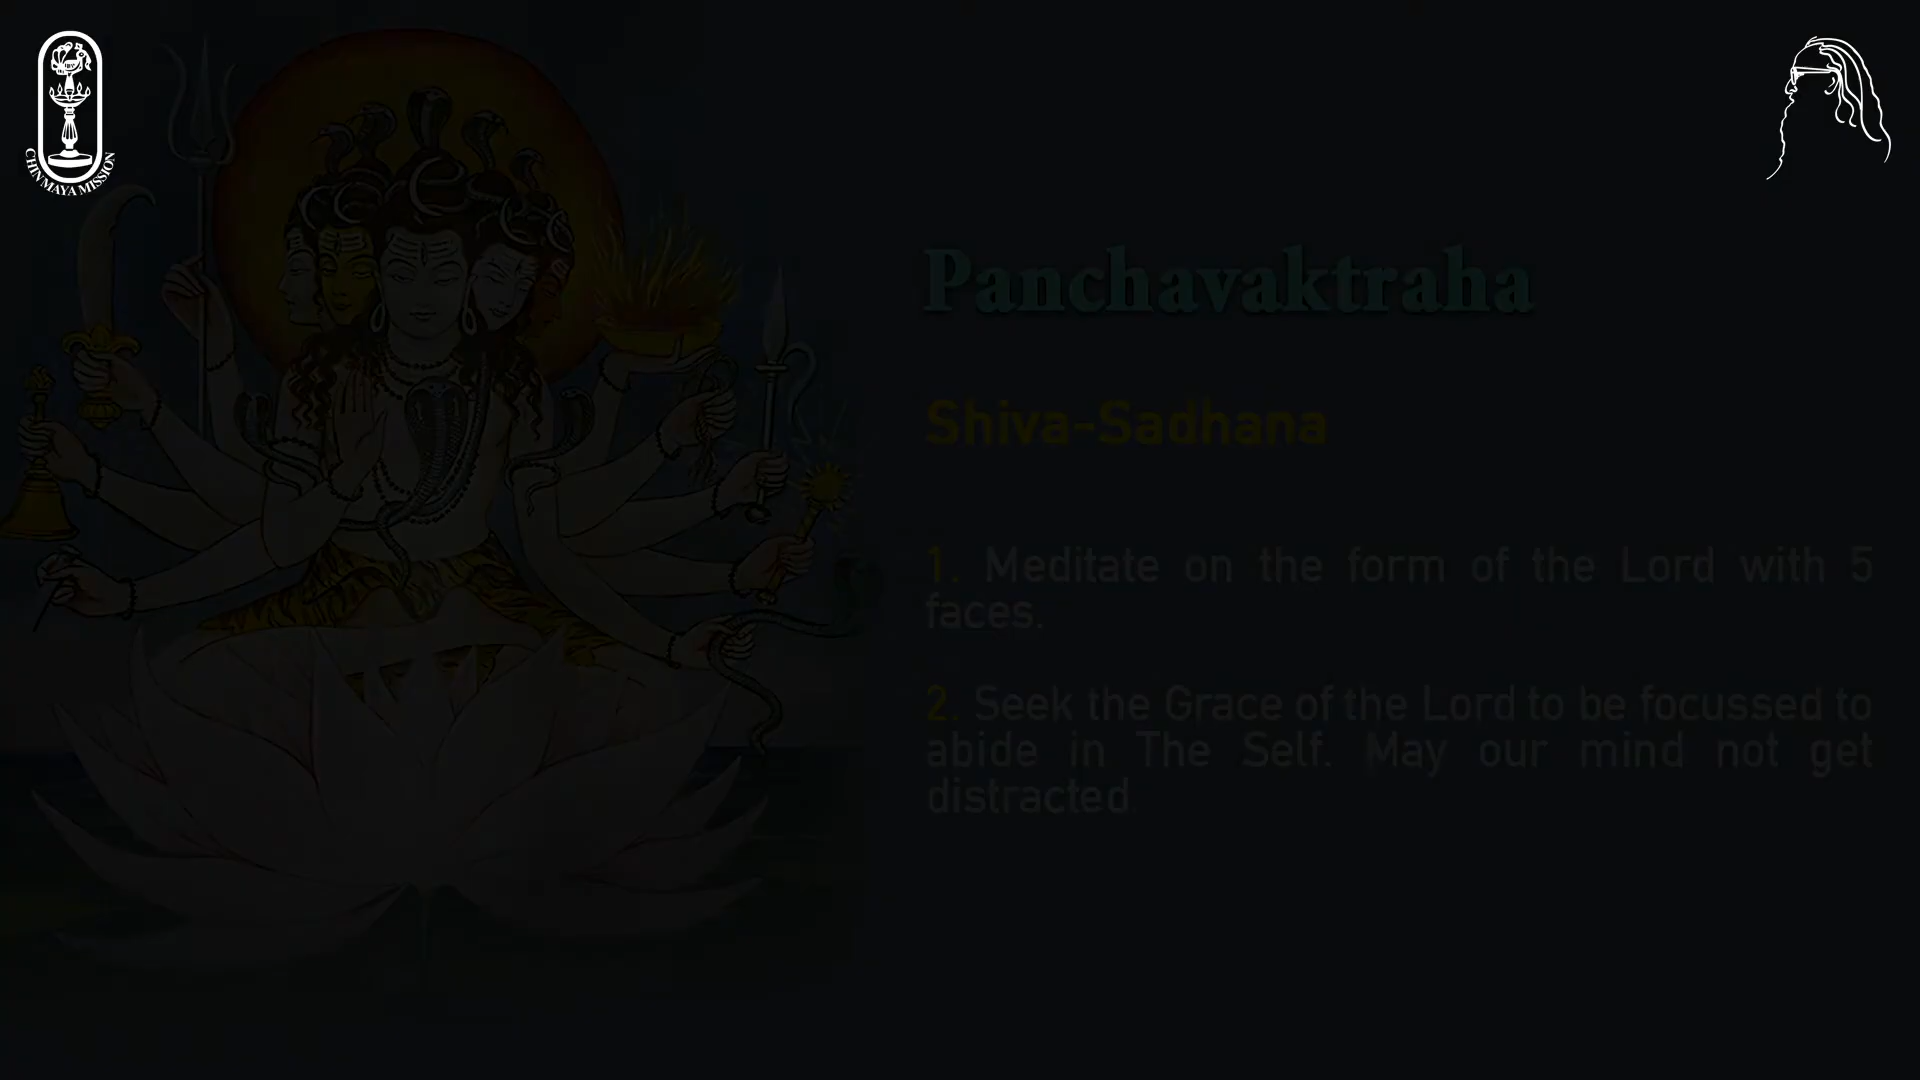 CHINMAYA MISSION
Panchavaktraha
Shiva-Sadhana
1. Meditate on the form of the Lord with 5
faces.
2. Seek the Grace of the Lord to be focussed to
abide in The Self. May our mind not get
distracted